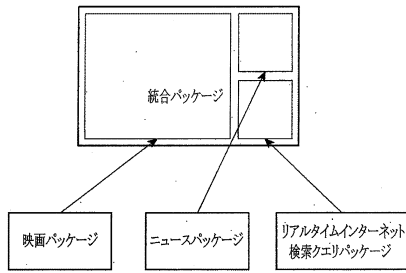 統合パッケージ
映画パッケージ
ニュースパッケージ
リアルタイムインターネット
検索クエリパッケージ